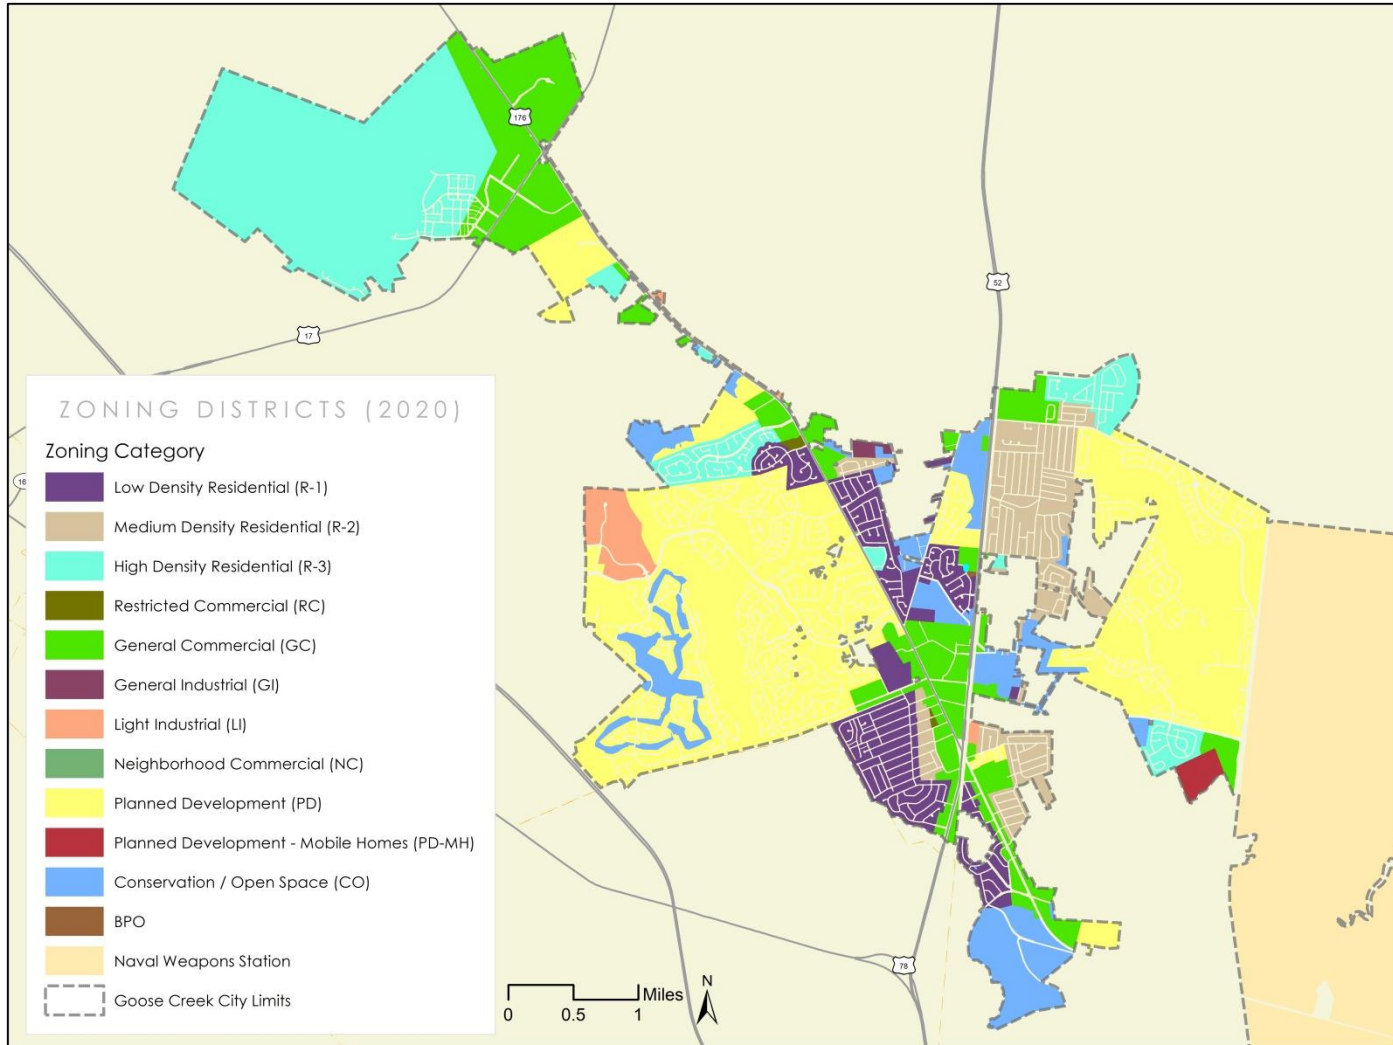 176
52
17
ZONING DISTRICTS (2020)
Zoning Category
16
Low Density Residential (R-1)
Medium Density Residential (R-2)
High Density Residential (R-3)
Restricted Commercial (RC)
General Commercial (GC)
General Industrial (GI)
Light Industrial (LI)
Neighborhood Commercial (NC)
Planned Development (PD)
Planned Development - Mobile Homes (PD-MH)
Conservation / Open Space (CO)
BPO
Naval Weapons Station
Goose Creek City Limits
78
N
Miles
0 0.5 1